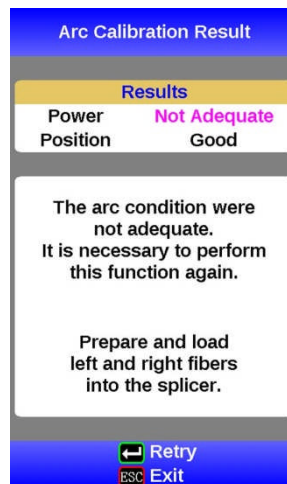 Arc Calibration Result
Results
Power Not Adequate
Position Good
The arc condition were
not adequate.
It is necessary to perform
this function again.
Prepare and load
left and right fibers
into the splicer.
Retry
ESC Exit